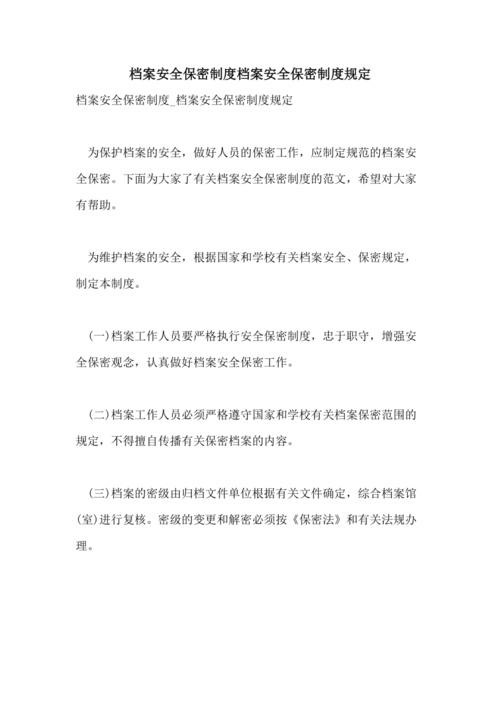 档案安全保密制度档案安全保密制度规定
档案安全保密制度_档案安全保密制度规定
为保护档案的安全，做好人员的保密工作，应制定规范的档案安
全保密。下面为大家了有关档案安全保密制度的范文，希望对大家
有帮助。
为维护档案的安全，根据国家和学校有关档案安全、保密规定，
制定本制度。
(一)档案工作人员要严格执行安全保密制度，忠于职守，增强安
全保密观念，认真做好档案安全保密工作。
(二)档案工作人员必须严格遵守国家和学校有关档案保密范围的
规定，不得擅自传播有关保密档案的内容。
(三)档案的密级由归档文件单位根据有关文件确定，综合档案馆
(室)进行复核。密级的变更和解密必须按《保密法》和有关法规办
理。